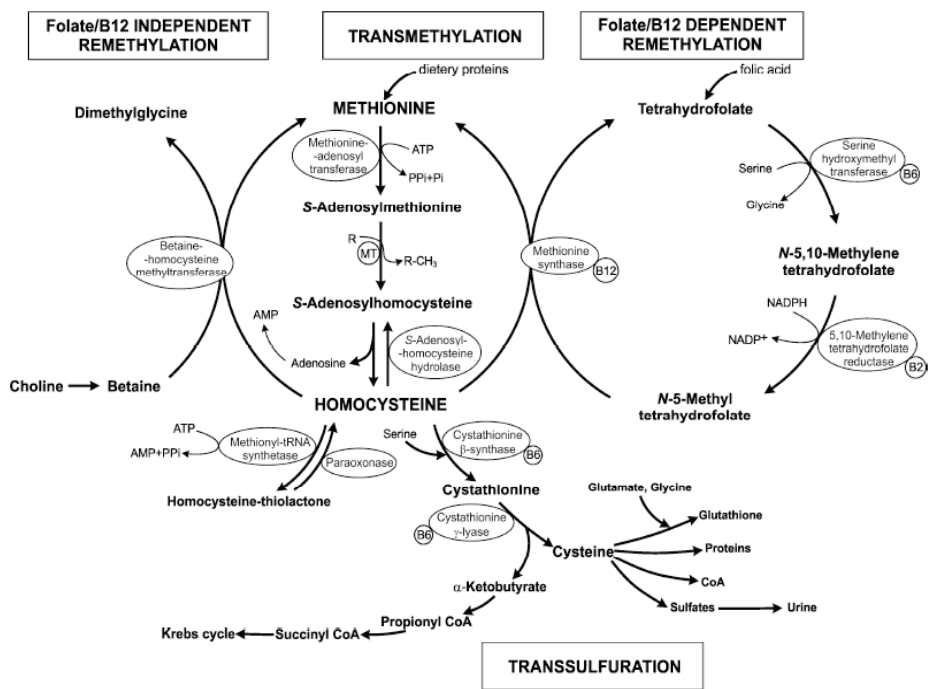 Folate/B12 INDEPENDENT
REMETHYLATION
TRANSMETHYLATION
Folate/B12 DEPENDENT
REMETHYLATION
dietery proteins
folic acid
Dimethylglycine
METHIONINE
Tetrahydrofolate
Methionine-
-adenosyl
transferase
ATP
PPi+Pi
Serine
hydroxymethyl
transferase
B6
Serine
Glycine
S-Adenosylmethionine
R
MT
R-CH3
Betaine-
-homocysteine
methyltransferase
Methionine
synthase
B12
N-5,10-Methylene
tetrahydrofolate
S-Adenosylhomocysteine
AMP
Adenosine
S-Adenosyl-
-homocysteine
hydrolase
NADPH
NADP+
5,10-Methylene
tetrahydrofolate
reductase
B2
Choline
Betaine
HOMOCYSTEINE
N-5-Methyl
tetrahydrofolate
ATP
AMP+PPi
Methionyl-tRNA
synthetase
Paraoxonase
Serine
Cystathionine
β-synthase
B6
Homocysteine-thiolactone
Cystathionine
Glutamate, Glycine
B6
Cystathionine
γ-lyase
Cysteine
Glutathione
Proteins
CoA
Sulfates
Urine
α-Ketobutyrate
Propionyl CoA
Succinyl CoA
Krebs cycle
TRANSSULFURATION